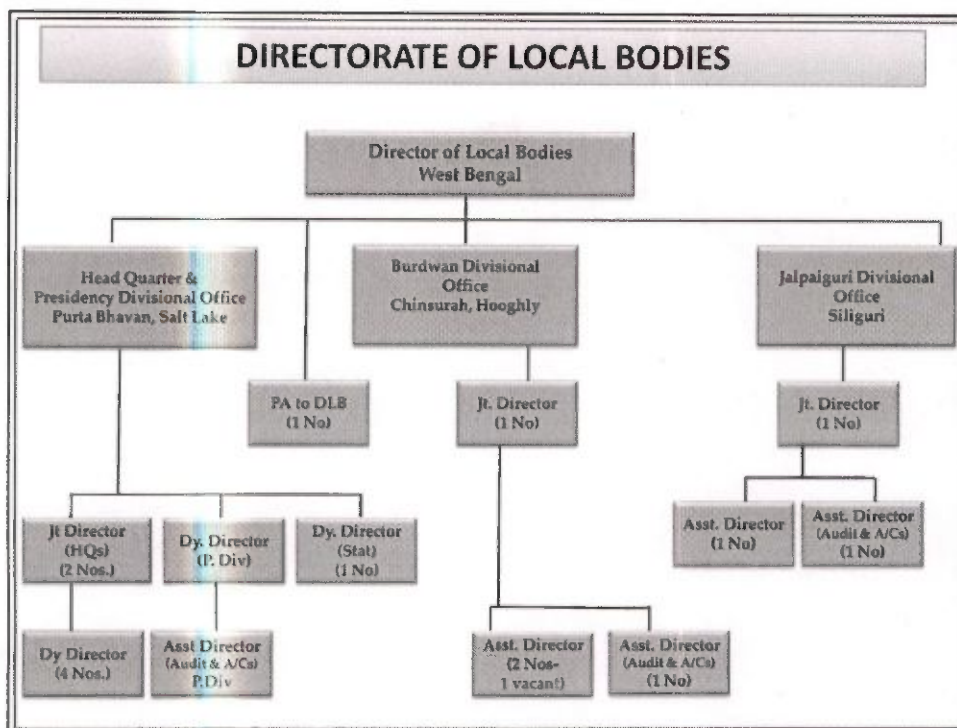 DIRECTORATE OF LOCAL BODIES
Director of Local Bodies
West Bengal
Head Quarter &
Presidency Divisional Office
Purta Bhavan, Salt Lake
Burdwan Divisional
Office
Chinsurah, Hooghly
Jalpaiguri Divisional
Office
Siliguri
PA to DLB
(1 No)
Jt. Director
(1 No)
Jt. Director
(1 No)
Jt Director
(HQs)
(2 Nos.)
Dy. Director
(P. Div)
Dy. Director
(Stat)
(1 No)
Asst. Director
(1 No)
Asst. Director
(Audit & A/Cs)
(1 No)
Dy Director
(4 Nos.)
Asst Director
(Audit & A/Cs)
P.Div
Asst. Director
(2 Nos-
1 vacant)
Asst. Director
(Audit & A/Cs)
(1 No)